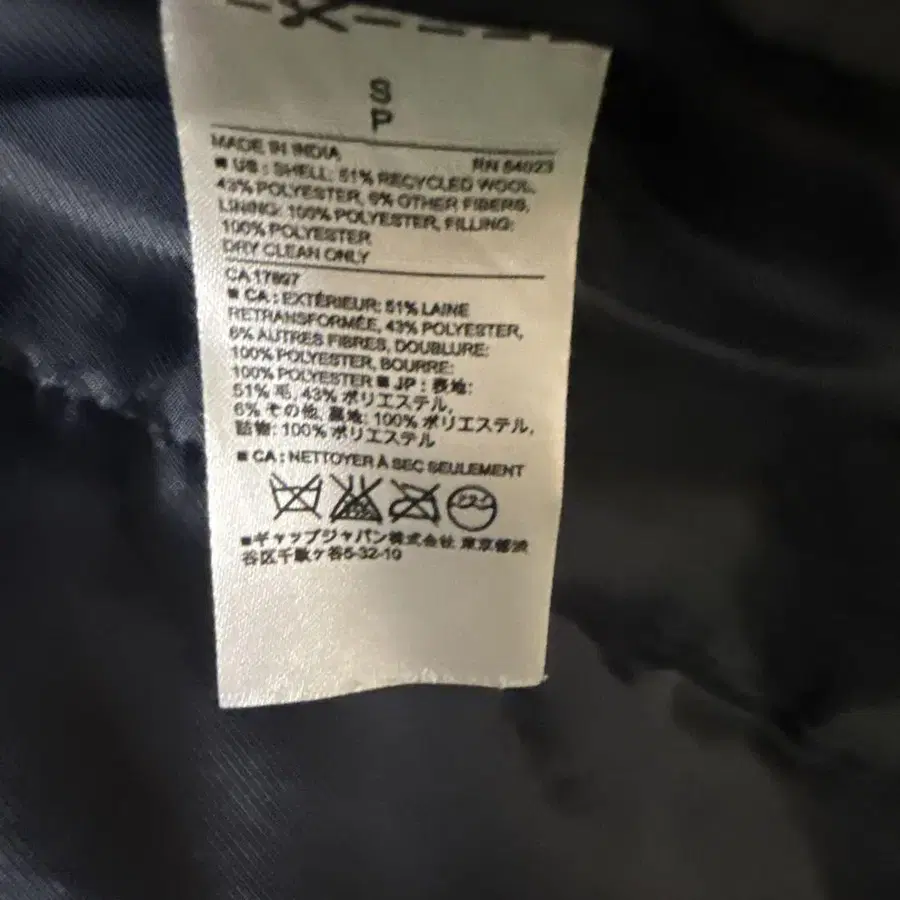 S
P
MADE IN INDIA RN 54023
■ US : SHELL: 51% RECYCLED WOOL,
43% POLYESTER, 6% OTHER FIBERS,
LINING: 100% POLYESTER, FILLING:
100% POLYESTER
DRY CLEAN ONLY
CA17897
■ CA : EXTÉRIEUR: 51% LAINE
RETRANSFORMÉE, 43% POLYESTER,
6% AUTRES FIBRES, DOUBLURE:
100% POLYESTER, BOURRE:
100% POLYESTER ■ JP : 表地:
51% 毛, 43% ポリエステル,
6% その他, 裏地: 100% ポリエステル,
詰物: 100% ポリエステル
■ CA : NETTOYER À SEC SEULEMENT
■ギャップジャパン株式会社 東京都渋
谷区千駄ヶ谷5-32-10